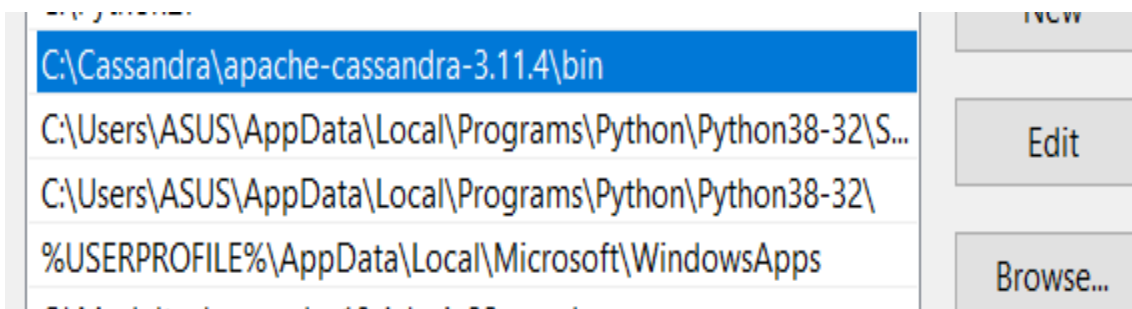 New
C:\Cassandra\apache-cassandra-3.11.4\bin
C:\Users\ASUS\AppData\Local\Programs\Python\Python38-32\S...
Edit
C:\Users\ASUS\AppData\Local\Programs\Python\Python38-32\
%USERPROFILE%\AppData\Local\Microsoft\WindowsApps
Browse...